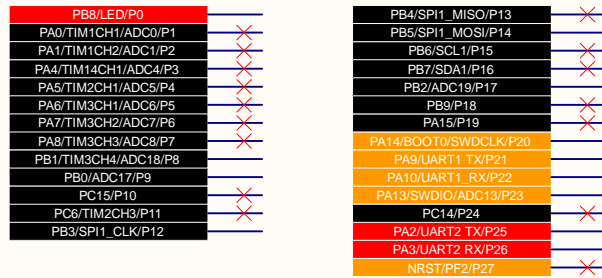 PB8/LED/P0
PA0/TIM1CH1/ADC0/P1
PA1/TIM1CH2/ADC1/P2
PA4/TIM14CH1/ADC4/P3
PA5/TIM2CH1/ADC5/P4
PA6/TIM3CH1/ADC6/P5
PA7/TIM3CH2/ADC7/P6
PA8/TIM3CH3/ADC8/P7
PB1/TIM3CH4/ADC18/P8
PB0/ADC17/P9
PC15/P10
PC6/TIM2CH3/P11
PB3/SPI1_CLK/P12
PB4/SPI1_MISO/P13
PB5/SPI1_MOSI/P14
PB6/SCL1/P15
PB7/SDA1/P16
PB2/ADC19/P17
PB9/P18
PA15/P19
PA14/BOOT0/SWDCLK/P20
PA9/UART1 TX/P21
PA10/UART1_RX/P22
PA13/SWDIO/ADC13/P23
PC14/P24
PA2/UART2 TX/P25
PA3/UART2 RX/P26
NRST/PF2/P27